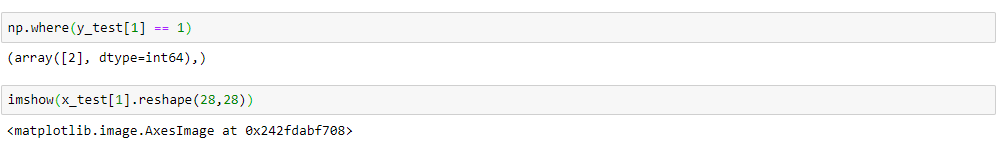 np.where(y_test[1] == 1)
(array([2], dtype=int64),)
imshow(x_test[1].reshape(28,28))
<matplotlib.image.AxesImage at 0x242fdabf708>